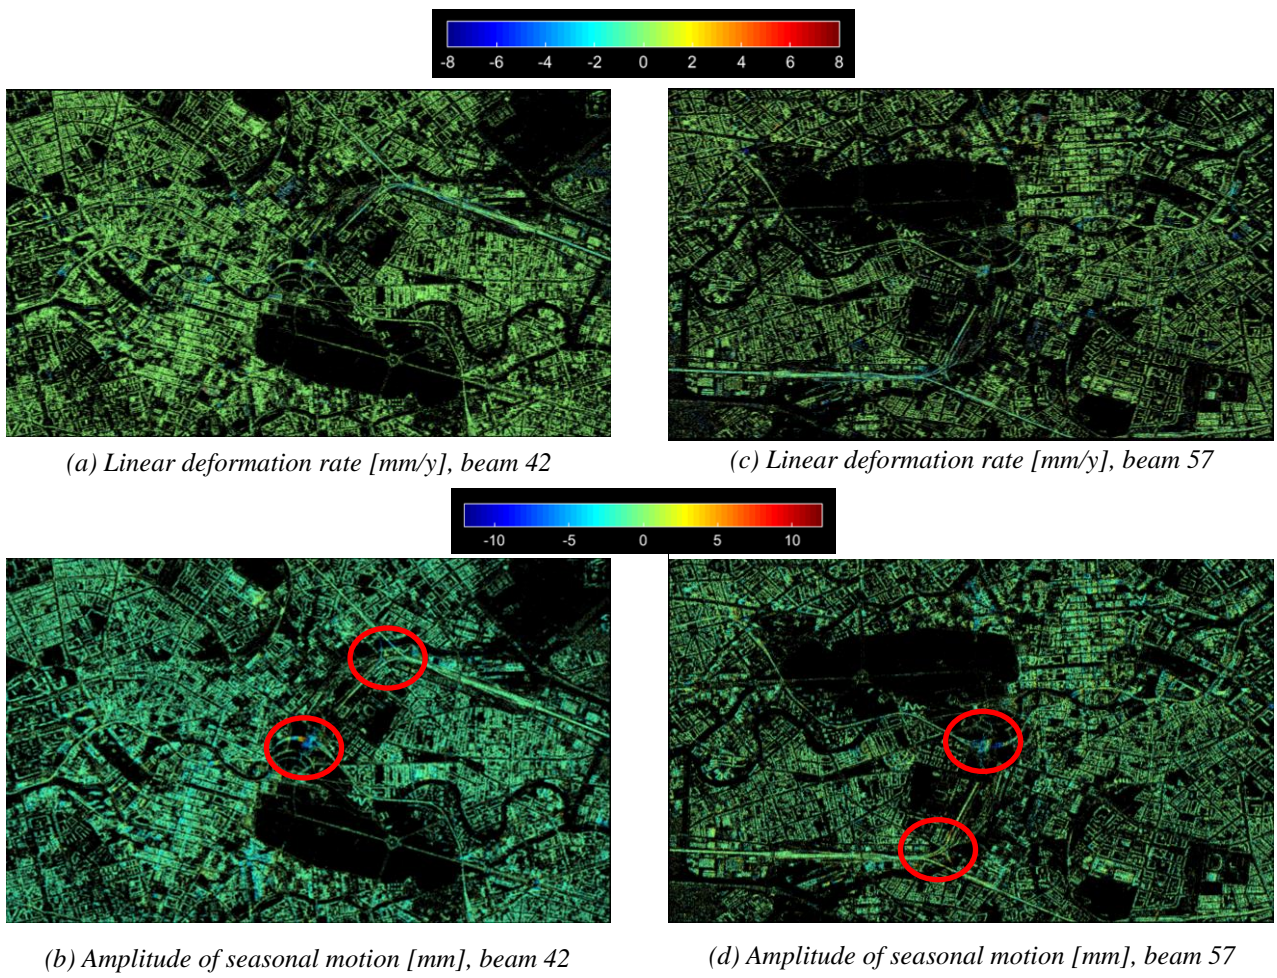 -8 -6 -4 -2 0 2 4 6 8
(a) Linear deformation rate [mm/y], beam 42
(c) Linear deformation rate [mm/y], beam 57
-10 -5 0 5 10
(b) Amplitude of seasonal motion [mm], beam 42
(d) Amplitude of seasonal motion [mm], beam 57